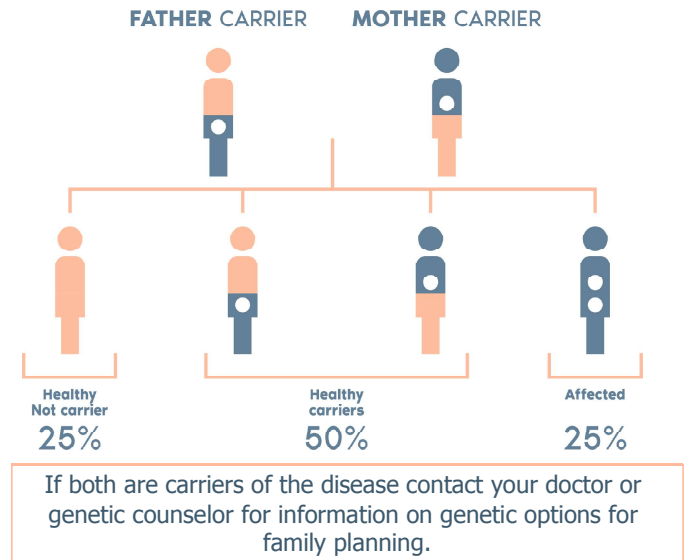 FATHER CARRIER MOTHER CARRIER
Healthy
Not carrier
25%
Healthy
carriers
50%
Affected
25%
If both are carriers of the disease contact your doctor or
genetic counselor for information on genetic options for
family planning.